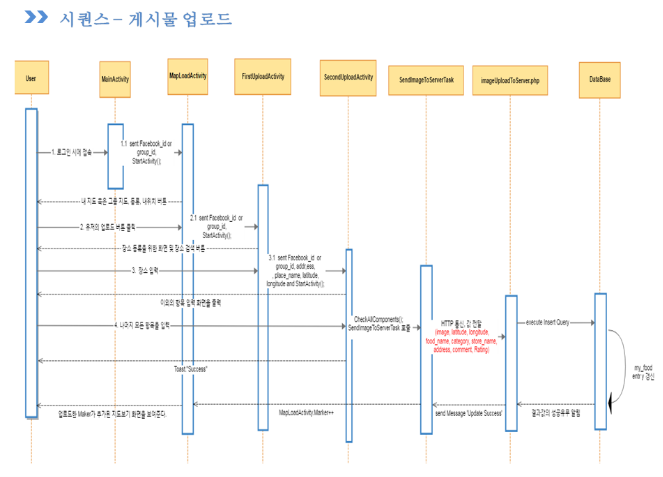 시퀀스 – 게시물 업로드
User
MainActivity
MapLoadActivity
FirstUploadActivity
SecondUploadActivity
SendImageToServerTask
imageUploadToServer.php
DataBase
1. 로그인 시에 접속
1.1 sent Facebook_id or
group_id,
StartActivity();
내 지도 혹은 그룹 지도, 목록, 내위치 버튼
2. 유저의 업로드 버튼 클릭
2.1 sent Facebook_id or
group_id,
StartActivity();
장소 등록을 위한 화면 및 장소 검색 버튼
3. 장소 입력
3.1 sent Facebook_id or
group_id, address,
, place_name, latitude,
longitude and StartActivity();
이외의 항목 입력 화면을 출력
4. 나머지 모든 항목을 입력
CheckAllComponents();
SendImageToServerTask 호출
HTTP 통신, 값 전달
(image, latitude, longitude,
food_name, category, store_name,
address, comment, Rating)
execute Insert Query
my_food
entry 갱신
Toast "Success"
업로드한 Maker가 추가된 지도보기 화면을 보여준다.
MapLoadActivity.Marker++
send Message 'Update Success'
결과값의 성공유무 알림